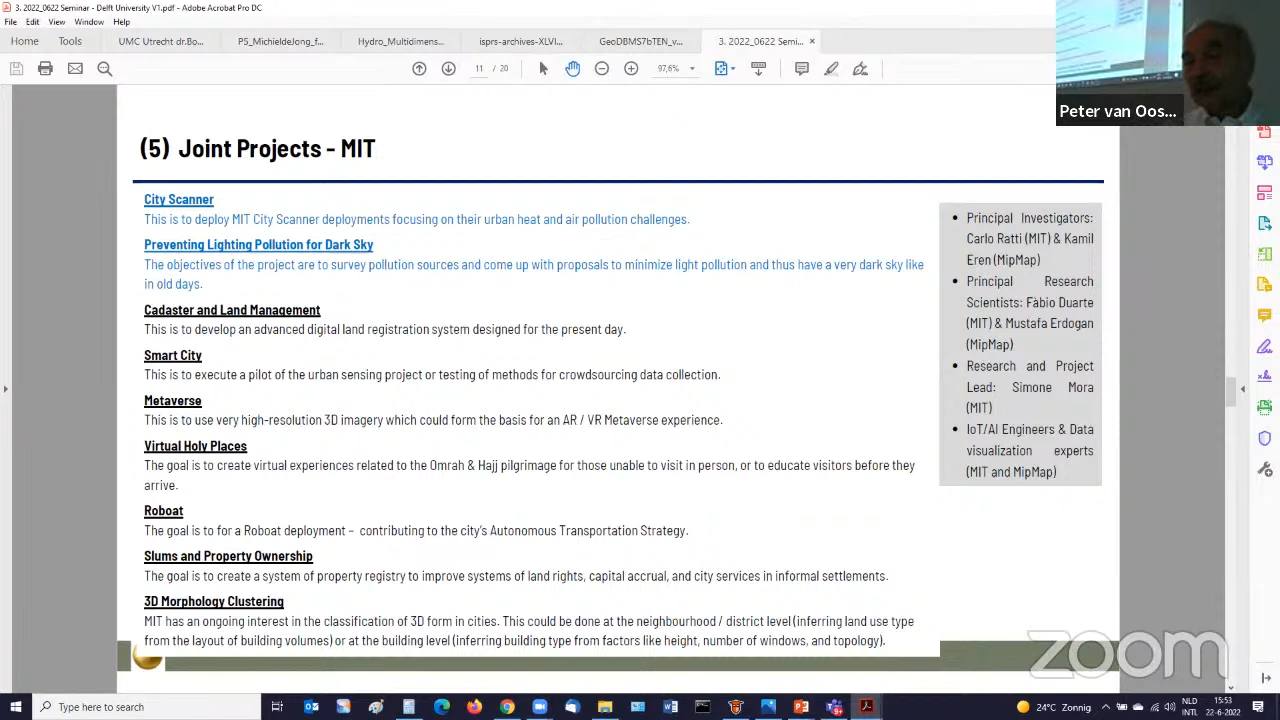 3. 2022_0622 Seminar - Delft University V1.pdf - Adobe Acrobat Pro DC
File Edit View Window Help
Home Tools UMC Utrecht dr.Bo... P5_MichieldeJong_f... Hydro_Multidimens... isprs-archives-XLVI... GeoDBMS7bTEN_v... 3. 2022_0622 Semi... ×
11 / 20 97,6%
Peter van Oos...
(5) Joint Projects - MIT
City Scanner
This is to deploy MIT City Scanner deployments focusing on their urban heat and air pollution challenges.
Preventing Lighting Pollution for Dark Sky
The objectives of the project are to survey pollution sources and come up with proposals to minimize light pollution and thus have a very dark sky like
in old days.
Cadaster and Land Management
This is to develop an advanced digital land registration system designed for the present day.
Smart City
This is to execute a pilot of the urban sensing project or testing of methods for crowdsourcing data collection.
Metaverse
This is to use very high-resolution 3D imagery which could form the basis for an AR / VR Metaverse experience.
Virtual Holy Places
The goal is to create virtual experiences related to the Omrah & Hajj pilgrimage for those unable to visit in person, or to educate visitors before they
arrive.
Roboat
The goal is to for a Roboat deployment – contributing to the city's Autonomous Transportation Strategy.
Slums and Property Ownership
The goal is to create a system of property registry to improve systems of land rights, capital accrual, and city services in informal settlements.
3D Morphology Clustering
MIT has an ongoing interest in the classification of 3D form in cities. This could be done at the neighbourhood / district level (inferring land use type
from the layout of building volumes) or at the building level (inferring building type from factors like height, number of windows, and topology).
• Principal Investigators:
Carlo Ratti (MIT) & Kamil
Eren (MipMap)
• Principal Research
Scientists: Fábio Duarte
(MIT) & Mustafa Erdogan
(MipMap)
• Research and Project
Lead: Simone Mora
(MIT)
• IoT/AI Engineers & Data
visualization experts
(MIT and MipMap)
zoom
Type here to search
24°C Zonnig
NLD
INTL
15:53
22-6-2022